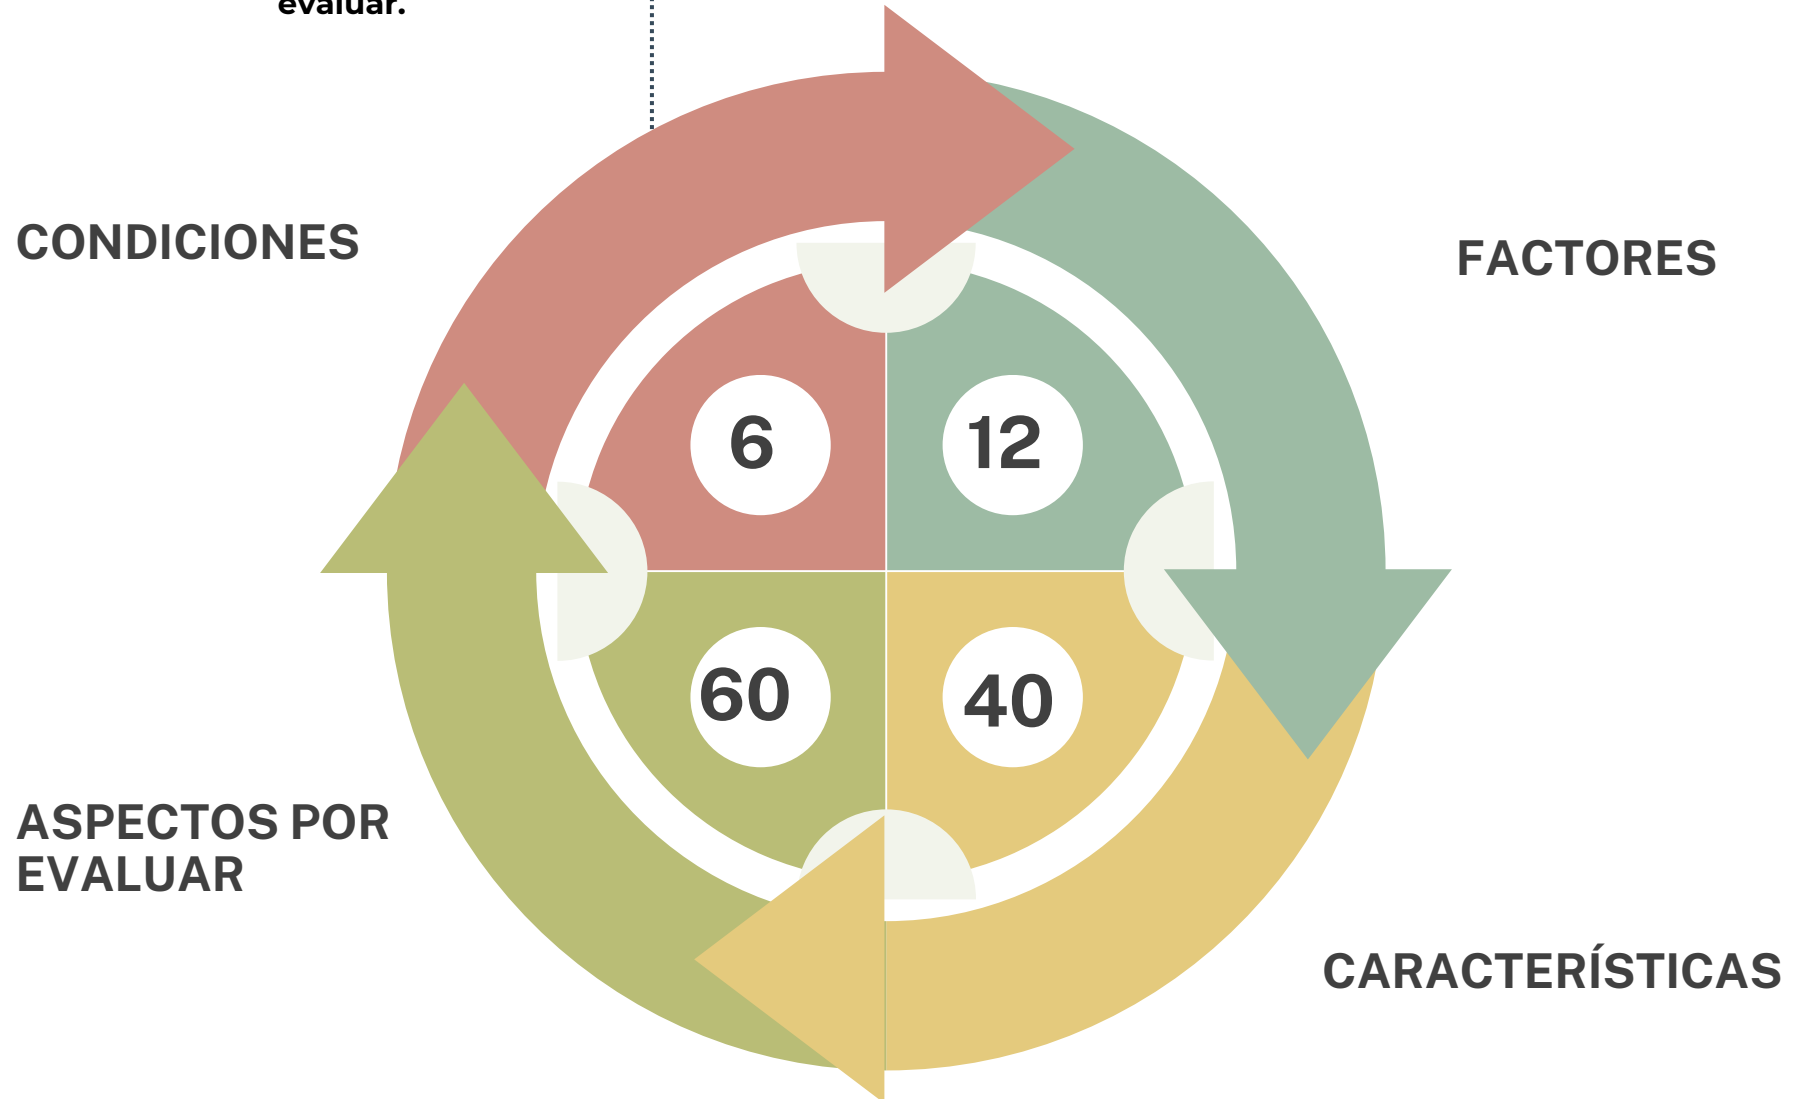 evaluar.
CONDICIONES
FACTORES
6
12
60
40
ASPECTOS POR
EVALUAR
CARACTERÍSTICAS